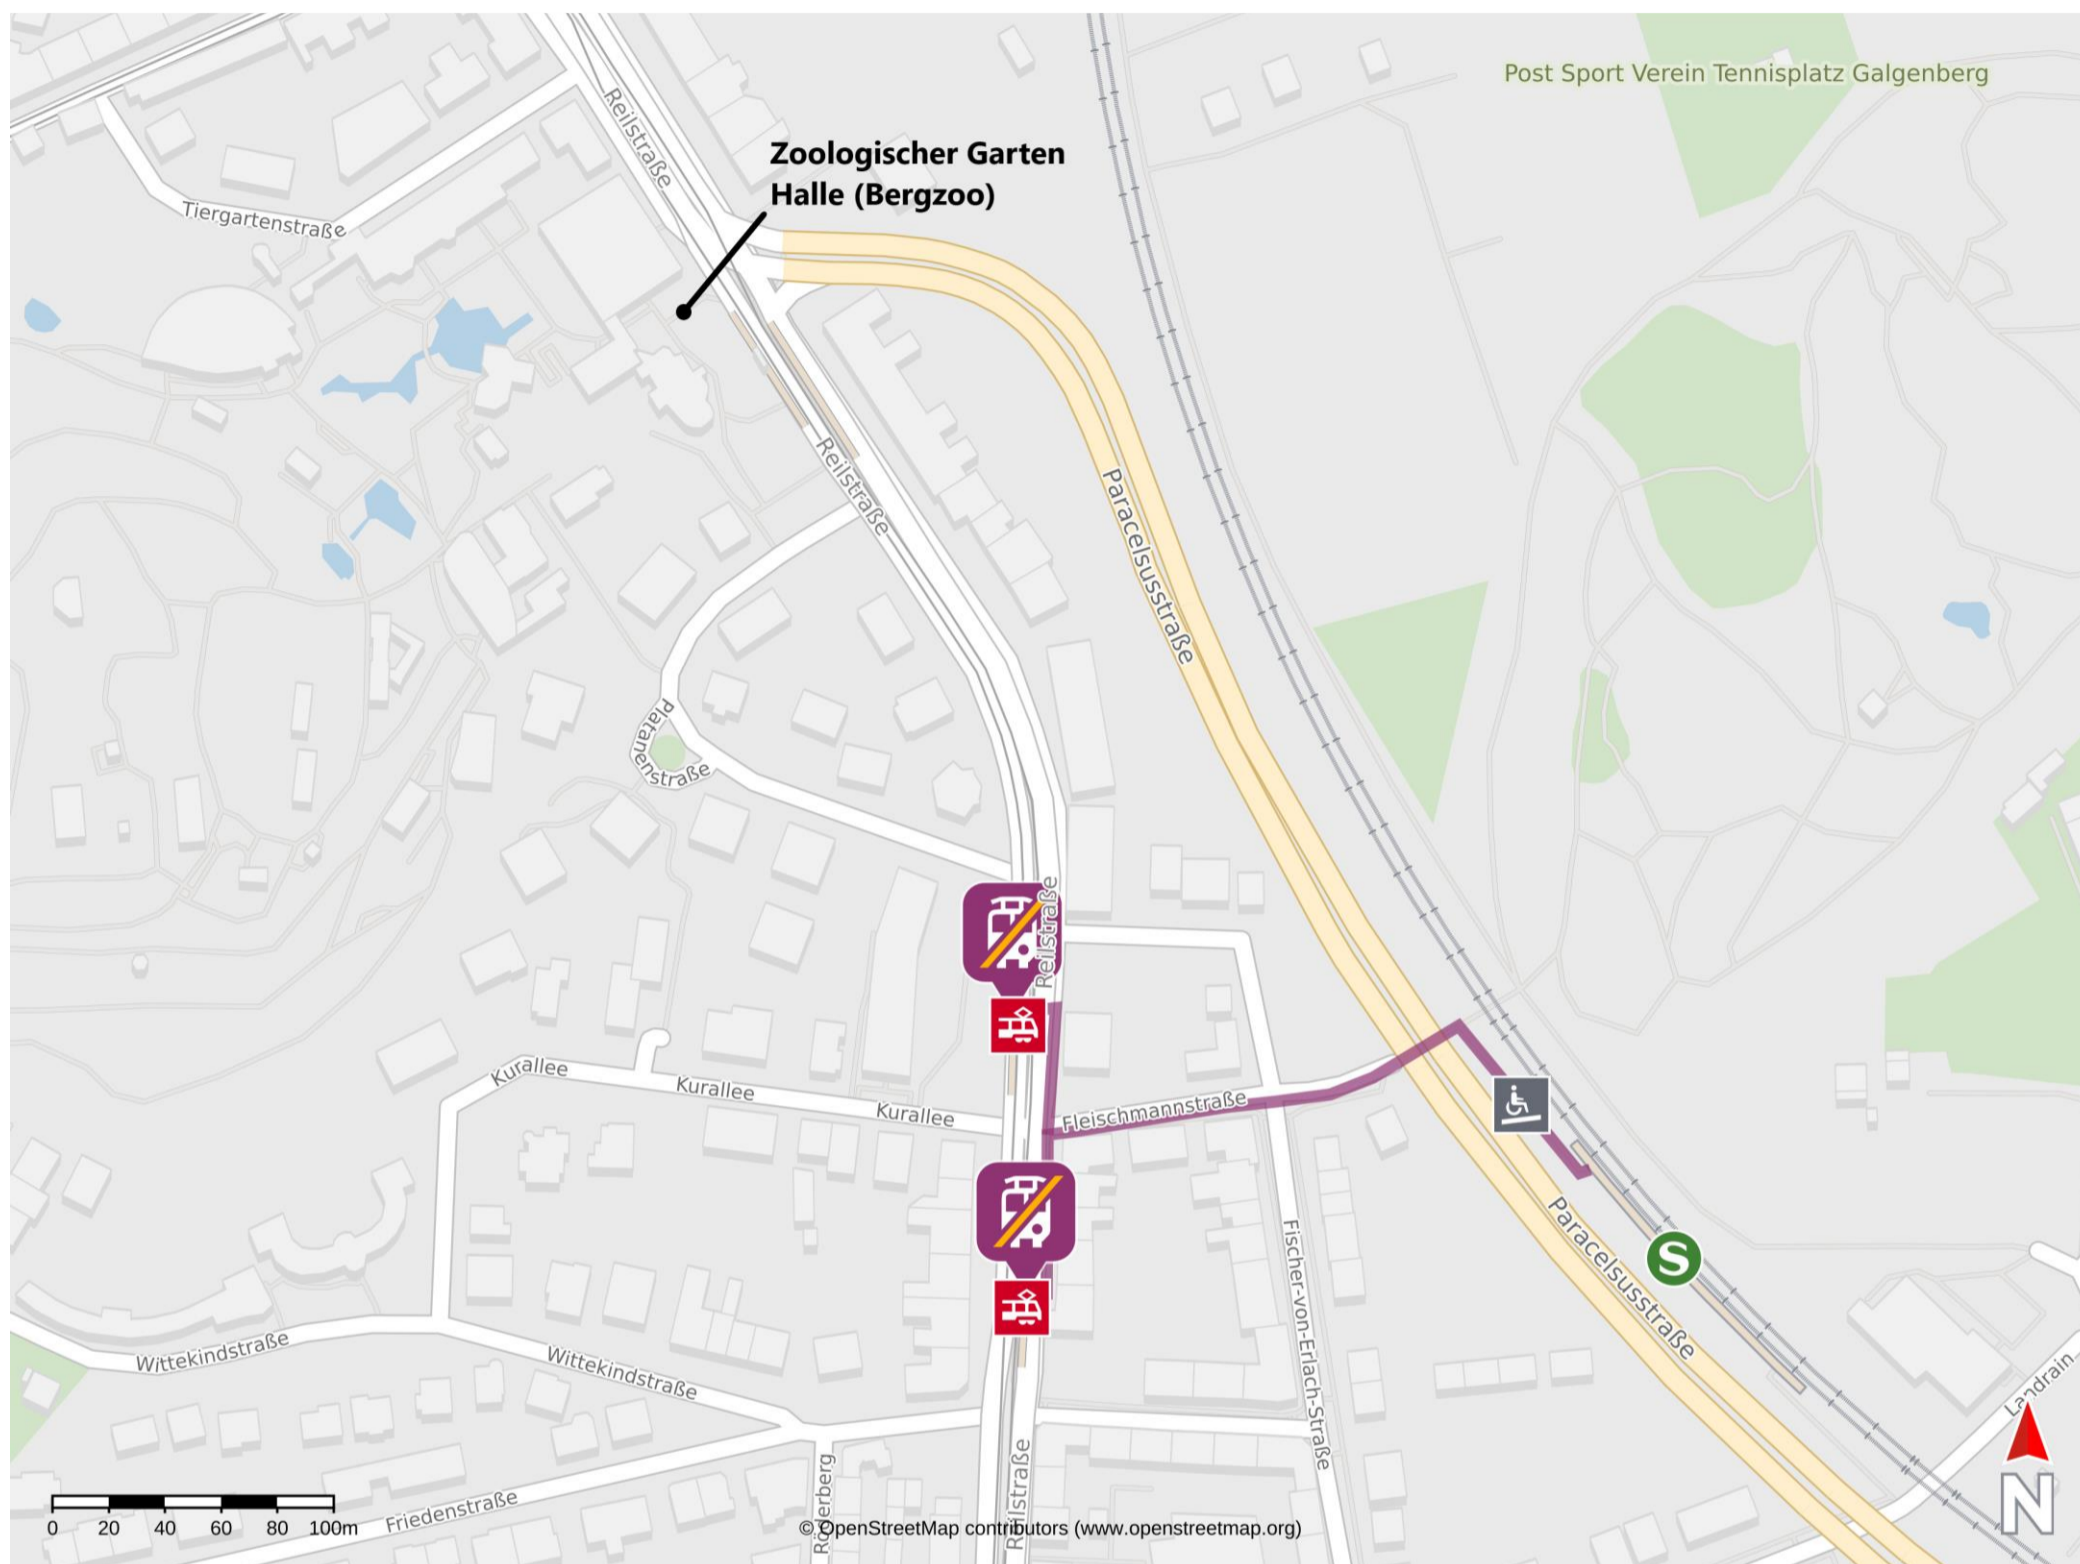 Post Sport Verein Tennisplatz Galgenberg
Reilstraße
Zoologischer Garten
Halle (Bergzoo)
Tiergartenstraße
Reilstraße
Paracelsusstraße
Platanenstraße
Reilstraße
Kurallee
Kurallee
Kurallee
Fleischmannstraße
Fischer-von-Erlach-Straße
Paracelsusstraße
S
Wittekindstraße
Wittekindstraße
Landrain
Reilstraße
Röderberg
Friedenstraße
N
0 20 40 60 80 100m
© OpenStreetMap contributors (www.openstreetmap.org)